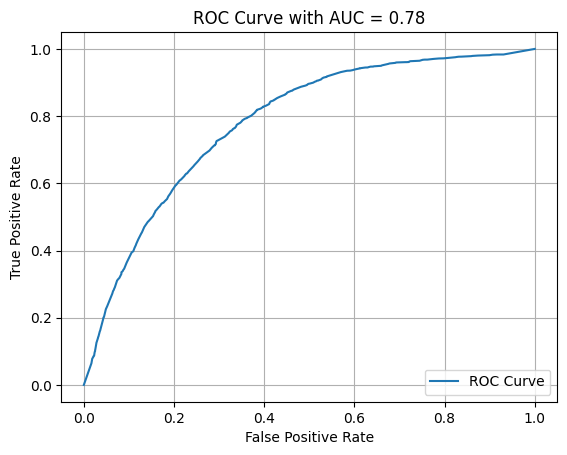 ROC Curve with AUC = 0.78
True Positive Rate
1.0
0.8
0.6
0.4
0.2
0.0
ROC Curve
0.0 0.2 0.4 0.6 0.8 1.0
False Positive Rate